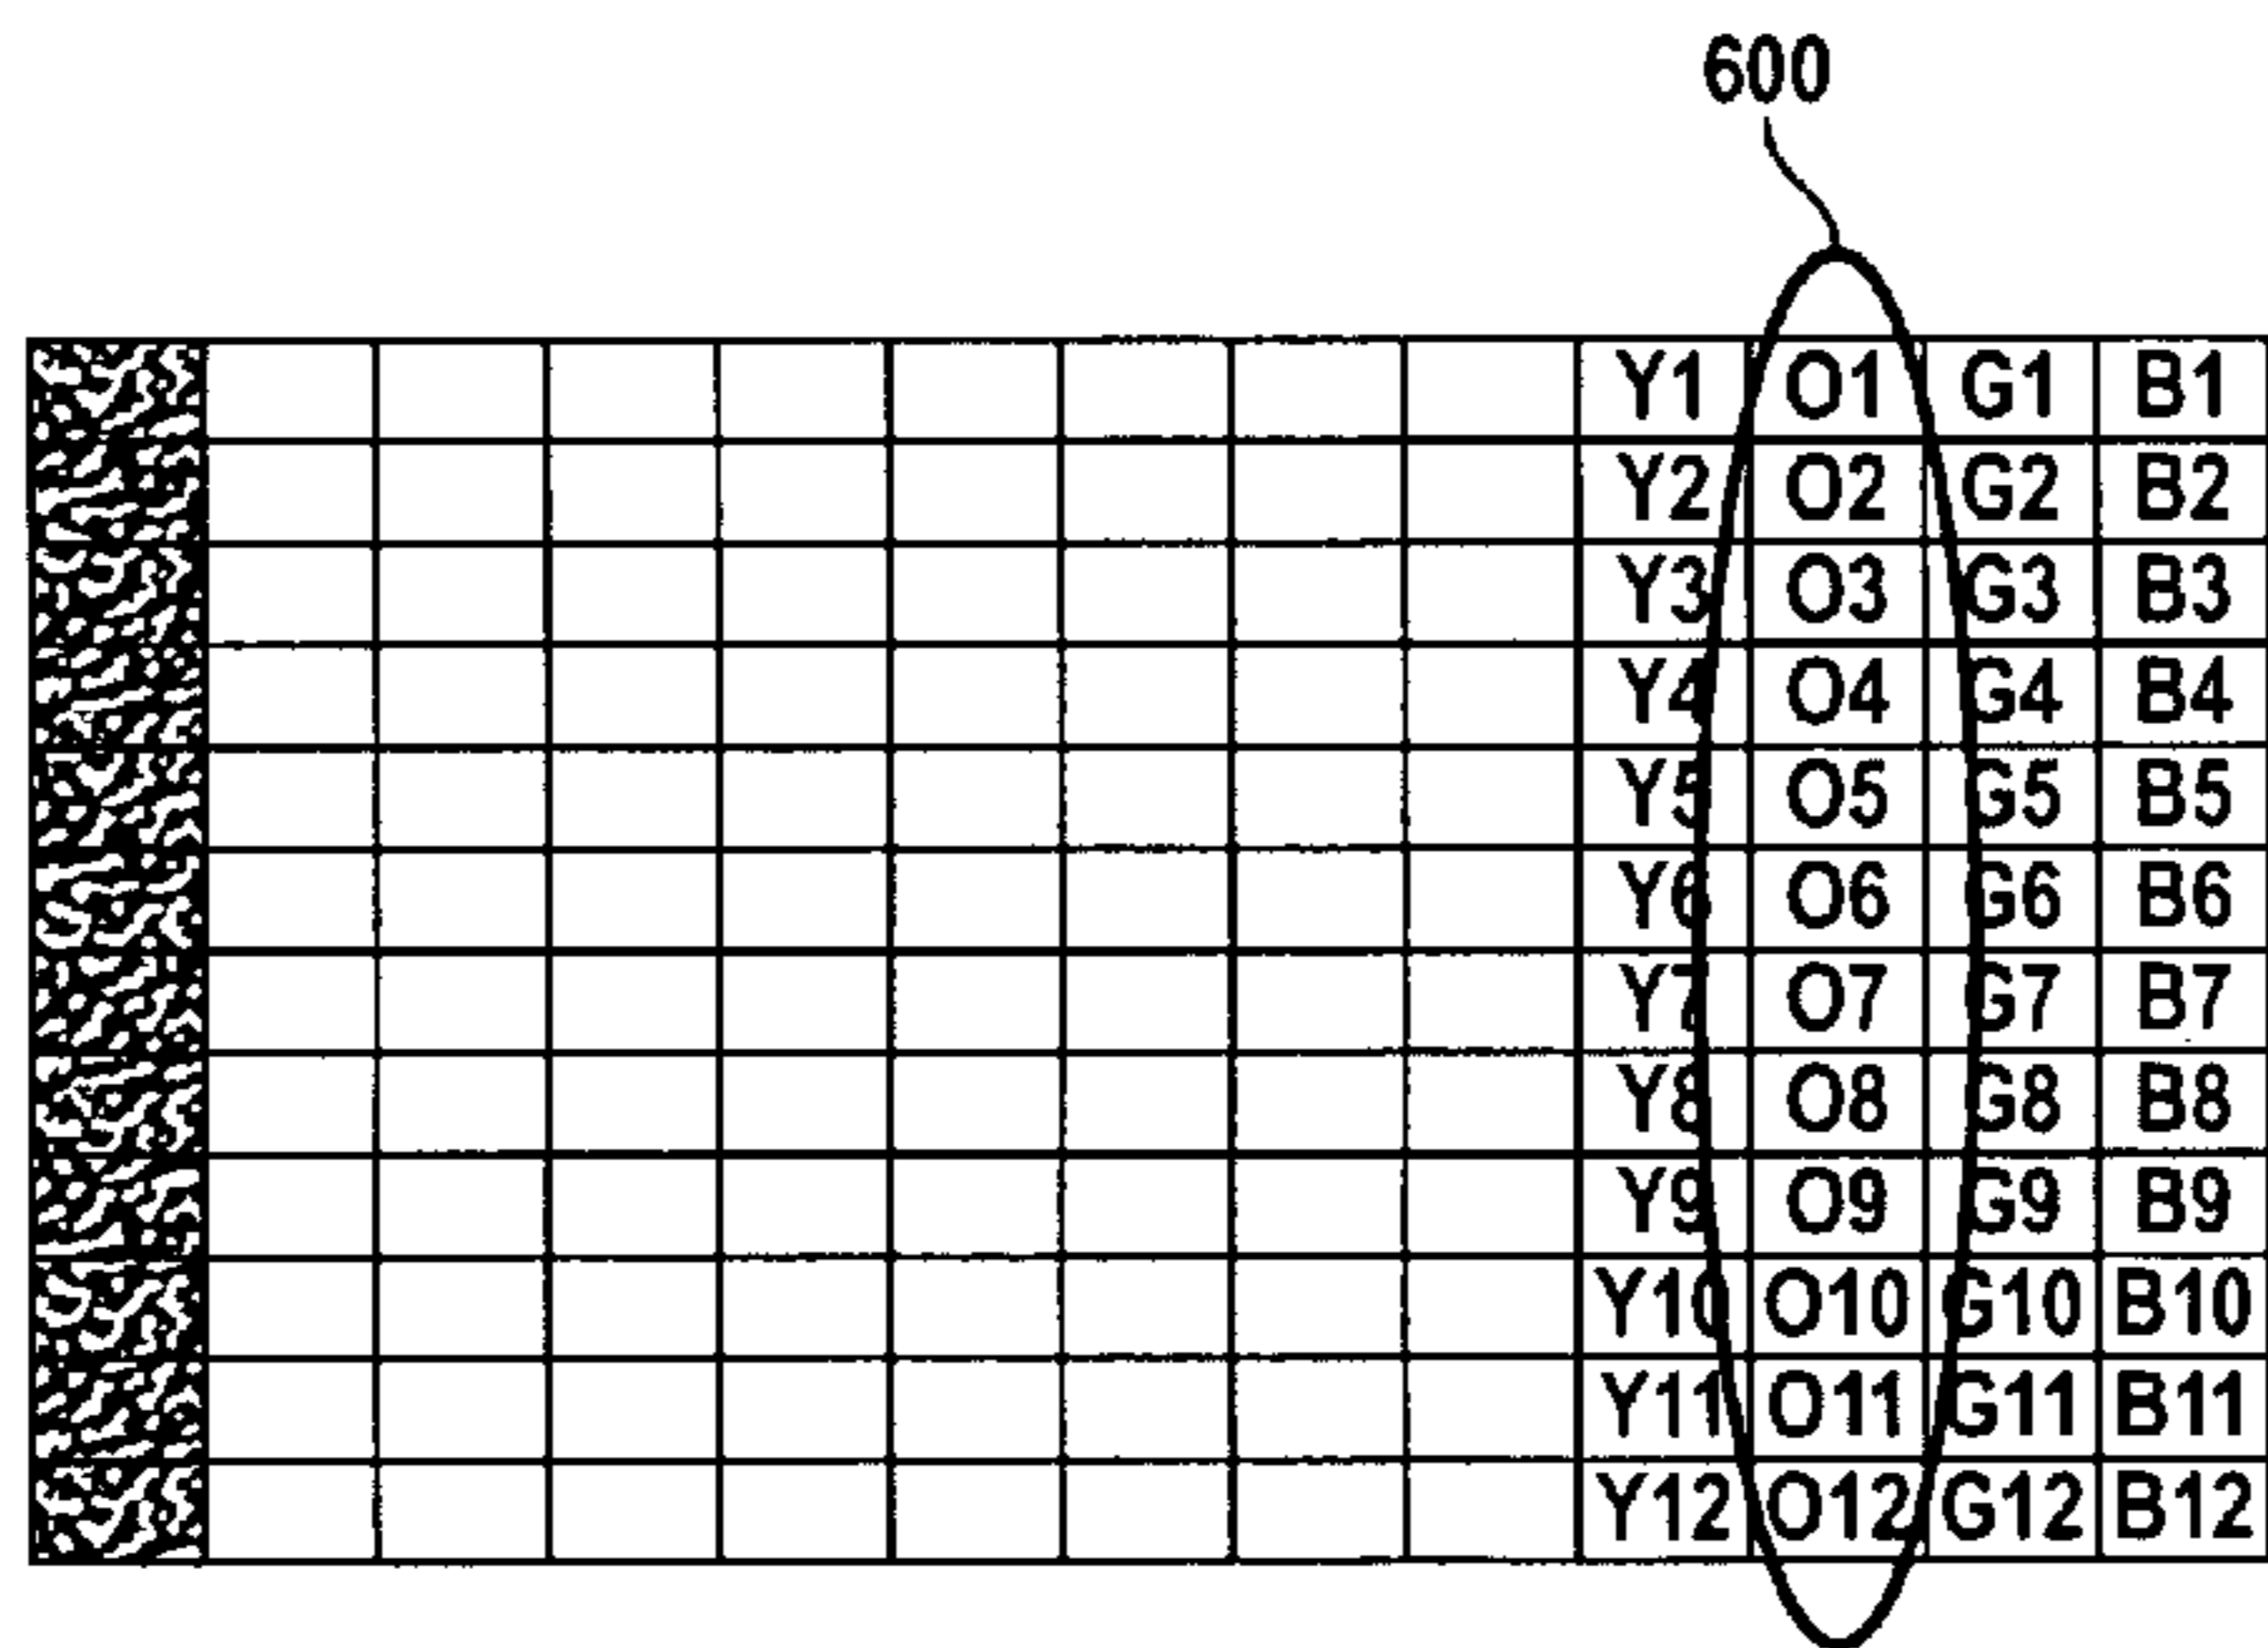 600
Y1 O1 G1 B1
Y2 O2 G2 B2
Y3 O3 G3 B3
Y4 O4 G4 B4
Y5 O5 G5 B5
Y6 O6 G6 B6
Y7 O7 G7 B7
Y8 O8 G8 B8
Y9 O9 G9 B9
Y10 O10 G10 B10
Y11 O11 G11 B11
Y12 O12 G12 B12